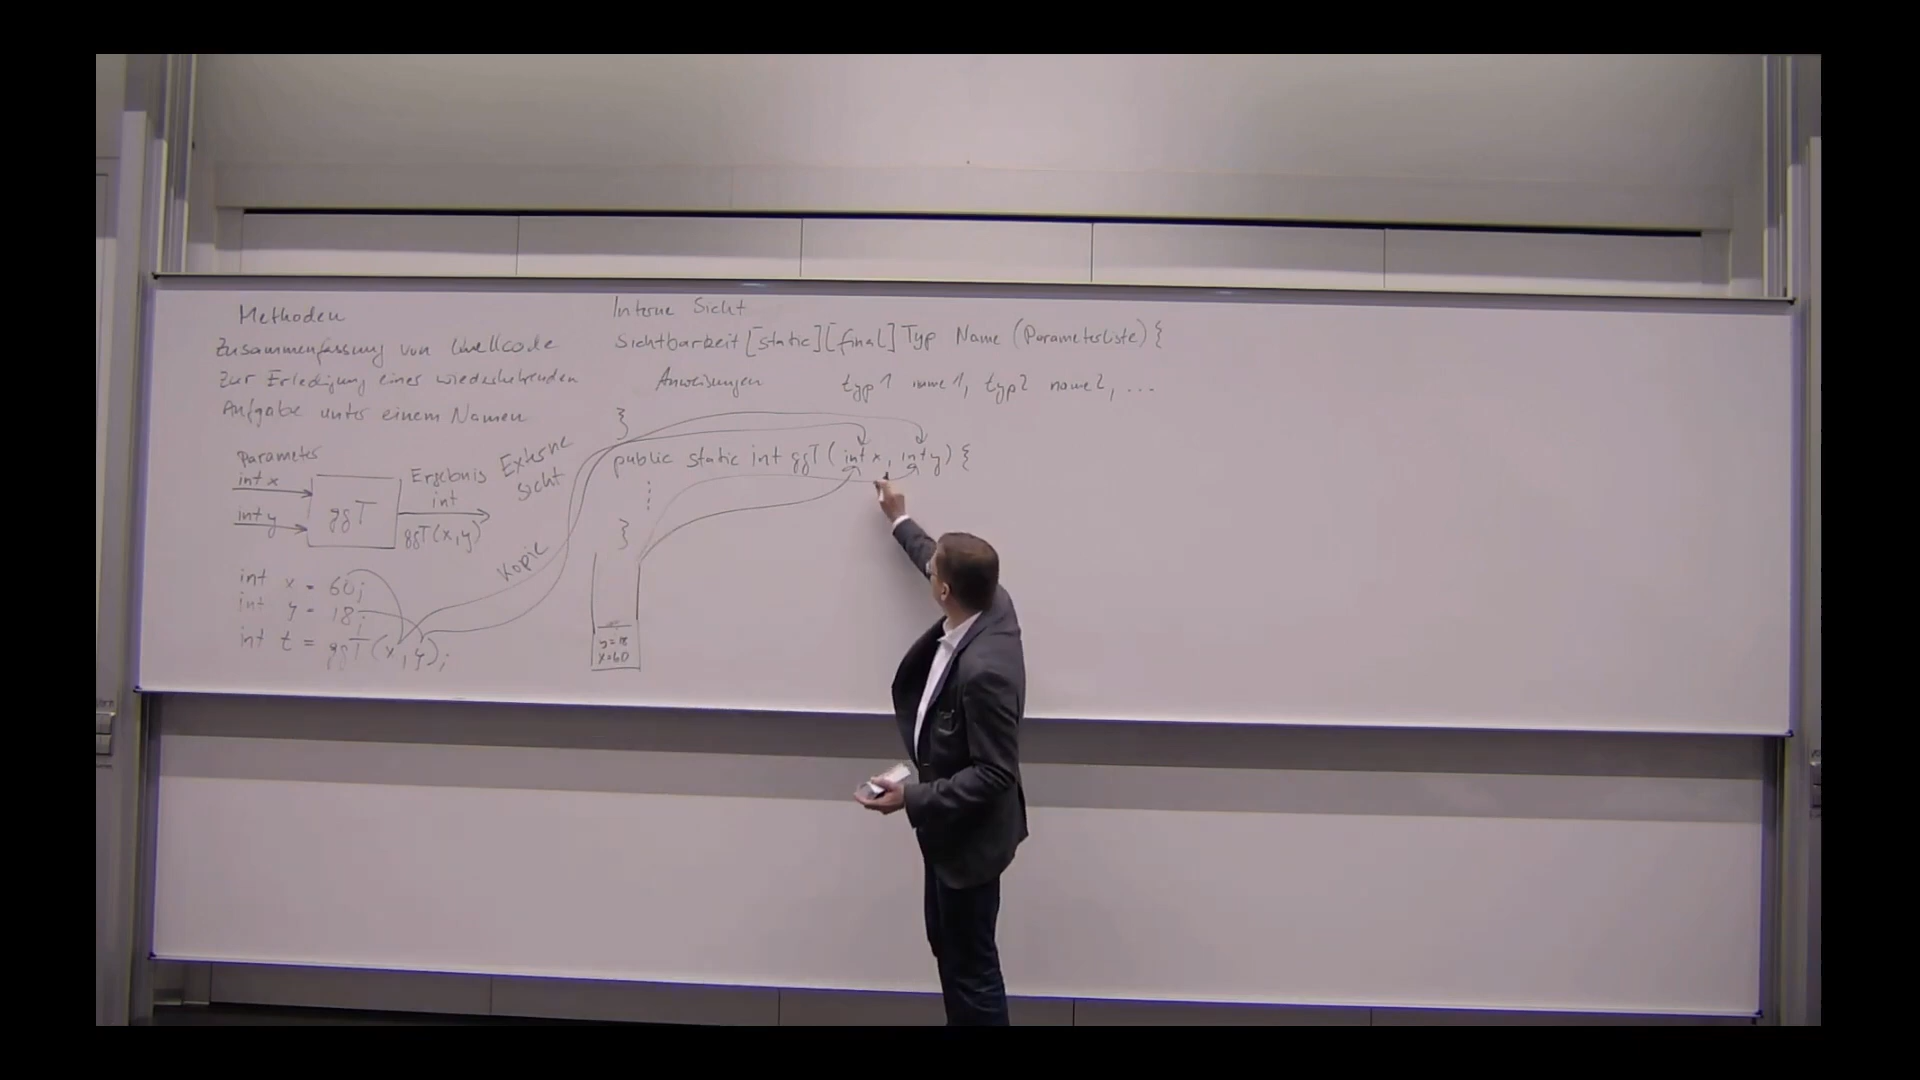 Methoden
Zusammenfassung von Quellcode
Zur Erledigung einer wiederkehrenden
Aufgabe unter einem Namen
Parameter
int x
int y
ggT
Ergebnis
int
ggT(x,y)
Externe
Sicht
int x = 60;
int y = 18;
int t = ggT(x,y);
Kopie
Interne Sicht
Sichtbarkeit [static][final] Typ Name (Parameterliste) {
Anweisungen
typ1 name1, typ2 name2, ...
}
public static int ggT(int x, int y) {
}
y=18
x=60